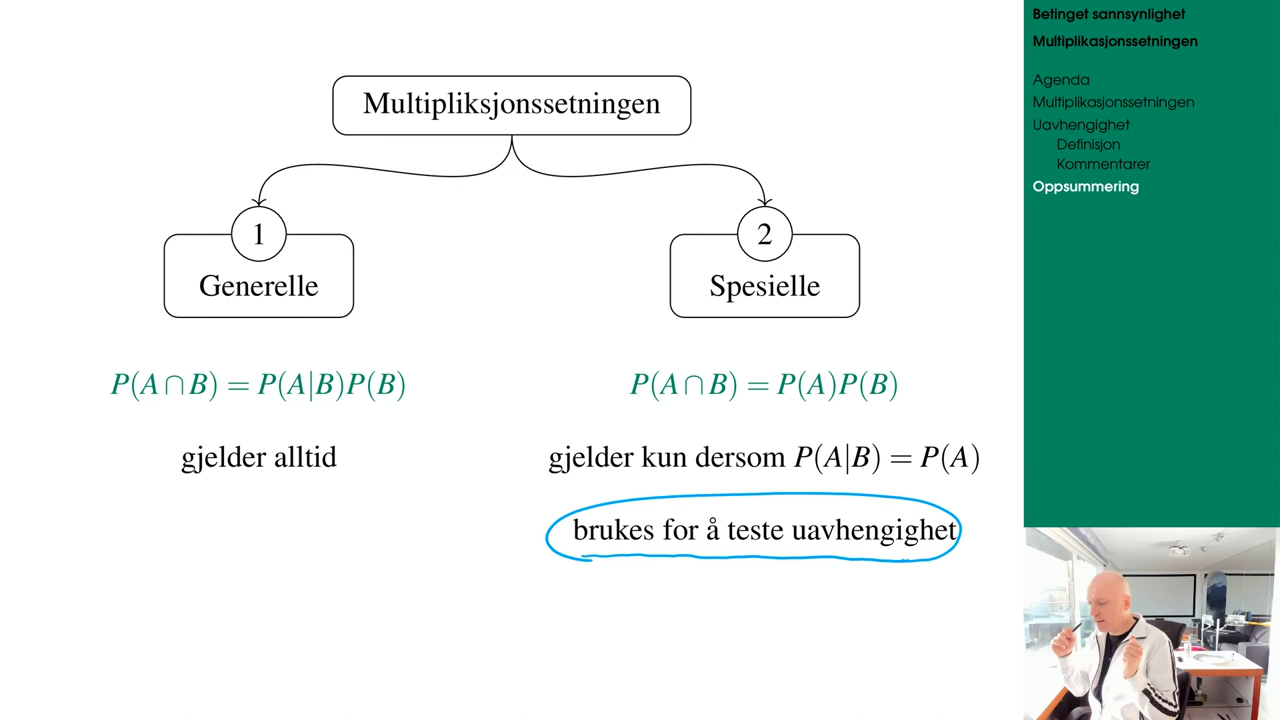 Multipliksjonssetningen
1
Generelle
2
Spesielle
P(A ∩ B) = P(A|B)P(B)
gjelder alltid
P(A ∩ B) = P(A)P(B)
gjelder kun dersom P(A|B) = P(A)
brukes for å teste uavhengighet
Betinget sannsynlighet
Multiplikasjonssetningen
Agenda
Multiplikasjonssetningen
Uavhengighet
Definisjon
Kommentarer
Oppsummering